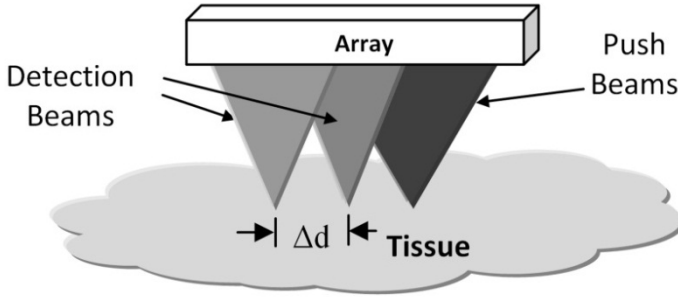 Array
Detection
Beams
Push
Beams
Δd
Tissue